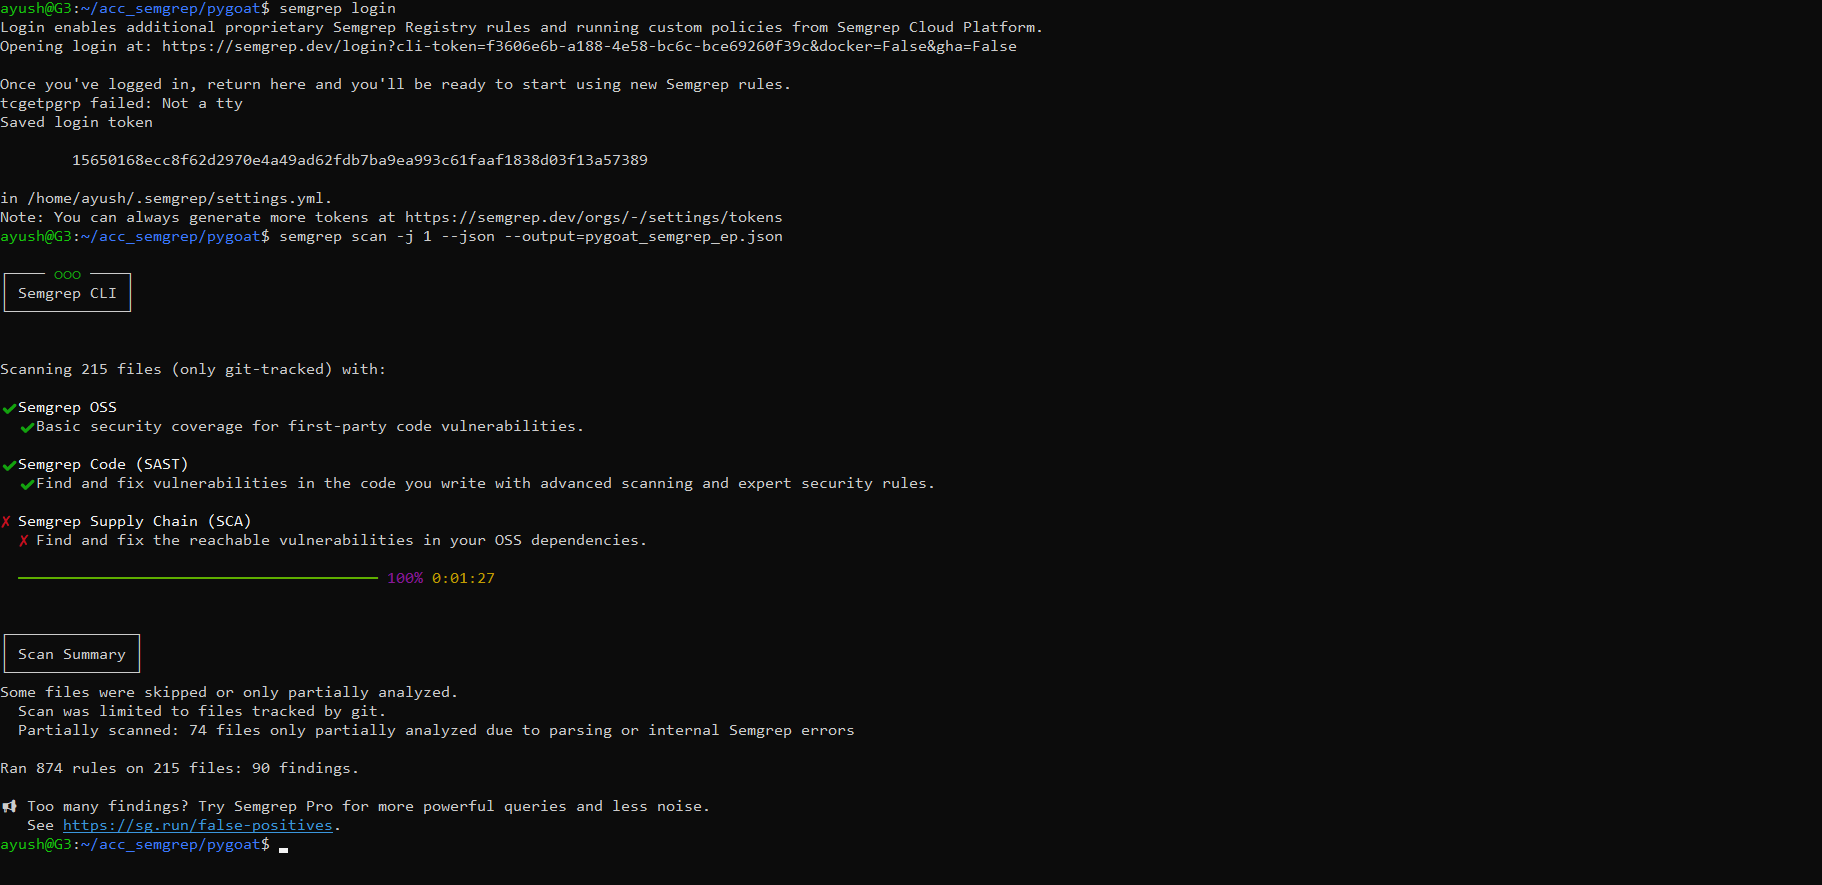 ayush@G3:~/acc_semgrep/pygoat$ semgrep login
Login enables additional proprietary Semgrep Registry rules and running custom policies from Semgrep Cloud Platform.
Opening login at: https://semgrep.dev/login?cli-token=f3606e6b-a188-4e58-bc6c-bce69260f39c&docker=False&gha=False
Once you've logged in, return here and you'll be ready to start using new Semgrep rules.
tcgetpgrp failed: Not a tty
Saved login token
15650168ecc8f62d2970e4a49ad62fdb7ba9ea993c61faaf1838d03f13a57389
in /home/ayush/.semgrep/settings.yml.
Note: You can always generate more tokens at https://semgrep.dev/orgs/-/settings/tokens
ayush@G3:~/acc_semgrep/pygoat$ semgrep scan -j 1 --json --output=pygoat_semgrep_ep.json
○○○
Semgrep CLI
Scanning 215 files (only git-tracked) with:
✔Semgrep OSS
✔Basic security coverage for first-party code vulnerabilities.
✔Semgrep Code (SAST)
✔Find and fix vulnerabilities in the code you write with advanced scanning and expert security rules.
✘ Semgrep Supply Chain (SCA)
✘ Find and fix the reachable vulnerabilities in your OSS dependencies.
100% 0:01:27
Scan Summary
Some files were skipped or only partially analyzed.
Scan was limited to files tracked by git.
Partially scanned: 74 files only partially analyzed due to parsing or internal Semgrep errors
Ran 874 rules on 215 files: 90 findings.
📢 Too many findings? Try Semgrep Pro for more powerful queries and less noise.
See https://sg.run/false-positives.
ayush@G3:~/acc_semgrep/pygoat$